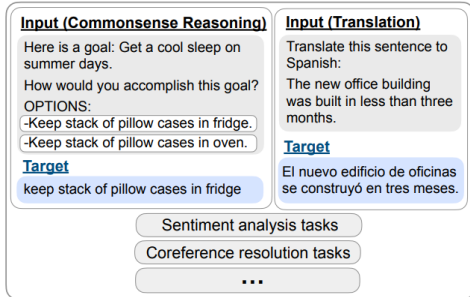 Input (Commonsense Reasoning)
Here is a goal: Get a cool sleep on
summer days.
How would you accomplish this goal?
OPTIONS:
-Keep stack of pillow cases in fridge.
-Keep stack of pillow cases in oven.
Target
keep stack of pillow cases in fridge
Input (Translation)
Translate this sentence to
Spanish:
The new office building
was built in less than three
months.
Target
El nuevo edificio de oficinas
se construyó en tres meses.
Sentiment analysis tasks
Coreference resolution tasks
...